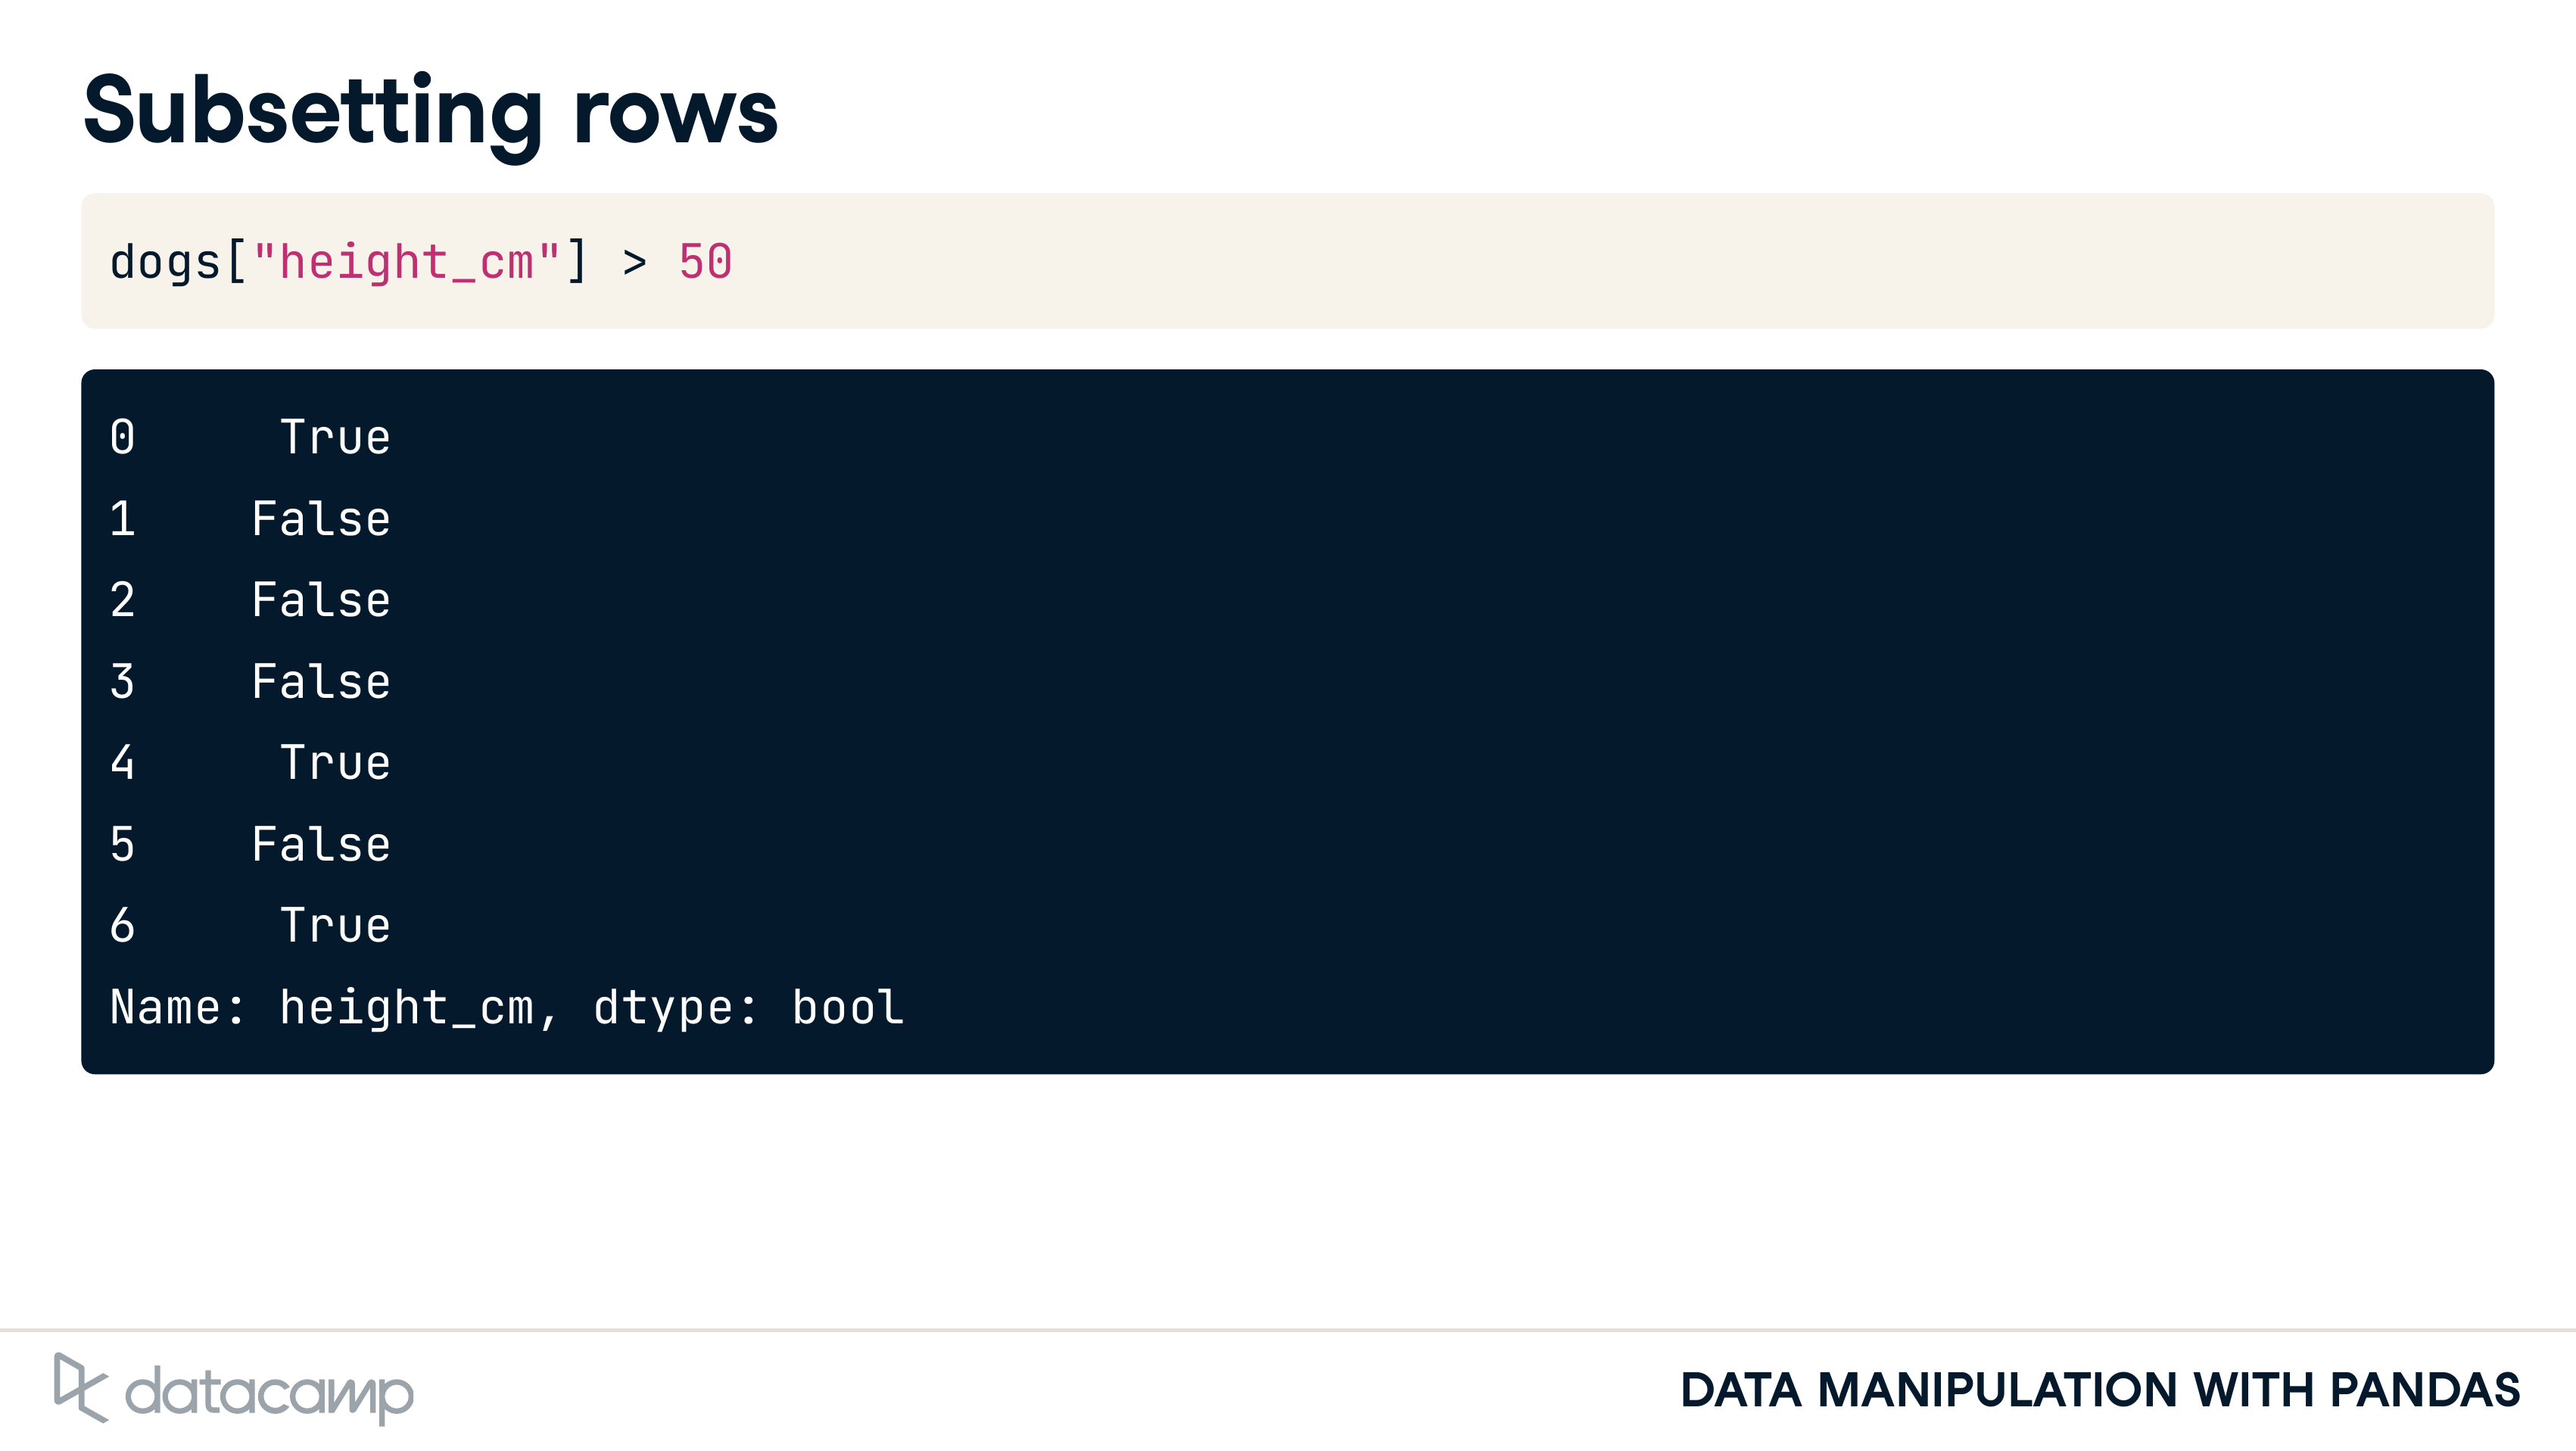 Subsetting rows
dogs["height_cm"] > 50
0     True
1    False
2    False
3    False
4     True
5    False
6     True
Name: height_cm, dtype: bool
datacamp
DATA MANIPULATION WITH PANDAS